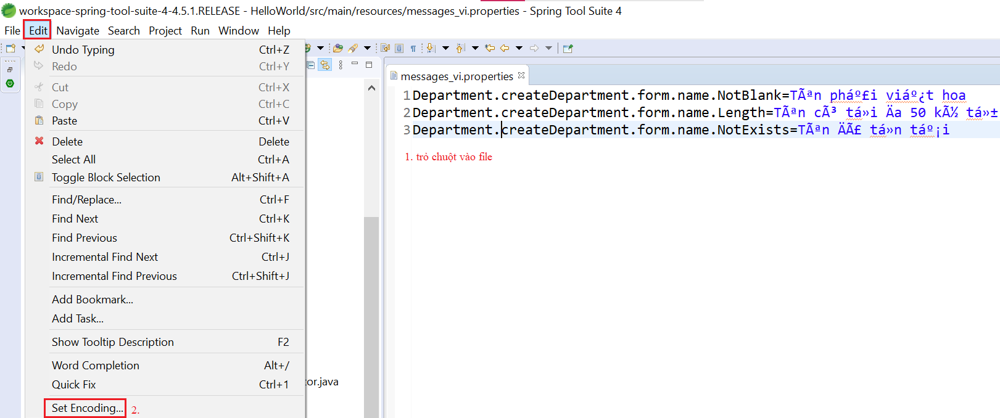 workspace-spring-tool-suite-4-4.5.1.RELEASE - HelloWorld/src/main/resources/messages_vi.properties - Spring Tool Suite 4
File Edit Navigate Search Project Run Window Help
Undo Typing Ctrl+Z
Redo Ctrl+Y
Cut Ctrl+X
Copy Ctrl+C
Paste Ctrl+V
Delete Delete
Select All Ctrl+A
Toggle Block Selection Alt+Shift+A
Find/Replace... Ctrl+F
Find Next Ctrl+K
Find Previous Ctrl+Shift+K
Incremental Find Next Ctrl+J
Incremental Find Previous Ctrl+Shift+J
Add Bookmark...
Add Task...
Show Tooltip Description F2
Word Completion Alt+/
Quick Fix Ctrl+1
Set Encoding... 2.
tor.java
messages_vi.properties
1 Department.createDepartment.form.name.NotBlank=TÃªn pháº£i viáº¿t hoa
2 Department.createDepartment.form.name.Length=TÃªn cÃ³ tá»i Äa 50 kÃ½ tá»±
3 Department.createDepartment.form.name.NotExists=TÃªn ÄÃ£ tá»n táº¡i
1. trỏ chuột vào file